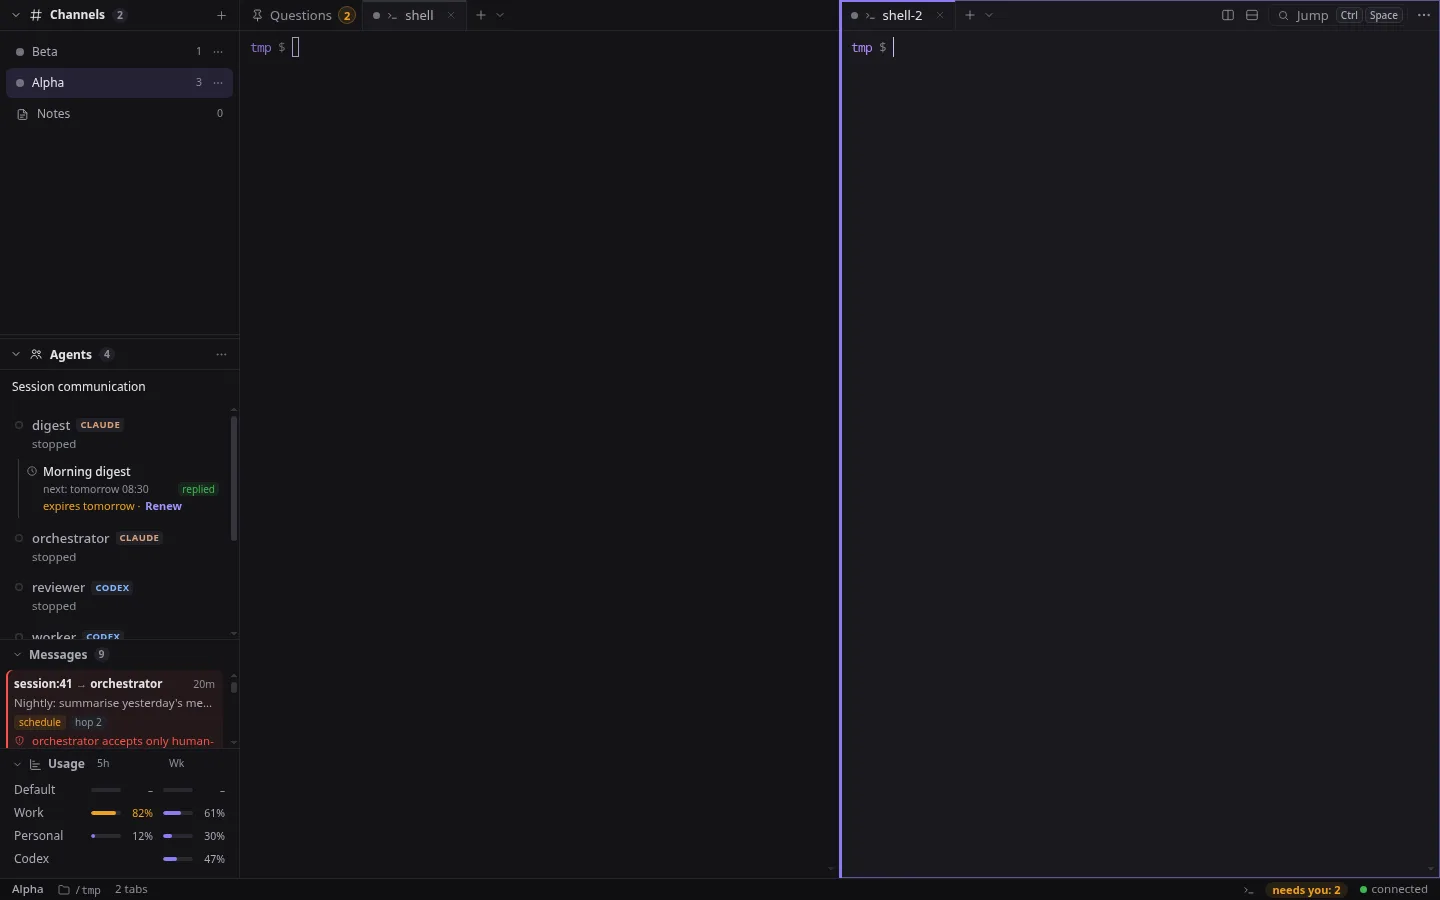 Channels 2
Beta 1 ···
Alpha 3 ···
Notes 0
Agents 4 ···
Session communication
digest CLAUDE
stopped
Morning digest
next: tomorrow 08:30 replied
expires tomorrow · Renew
orchestrator CLAUDE
stopped
reviewer CODEX
stopped
worker CODEX
Messages 9
session:41 → orchestrator 20m
Nightly: summarise yesterday's me...
schedule hop 2
orchestrator accepts only human-
Usage 5h Wk
Default – –
Work 82% 61%
Personal 12% 30%
Codex 47%
Questions 2 shell
tmp $
shell-2 Jump Ctrl Space ···
tmp $
Alpha /tmp 2 tabs needs you: 2 connected